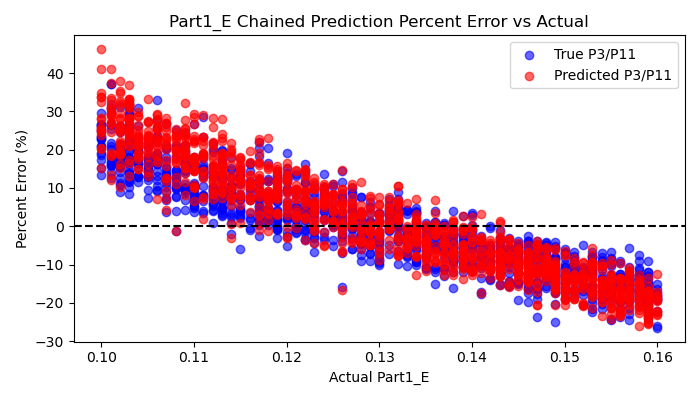 Part1_E Chained Prediction Percent Error vs Actual
True P3/P11
Predicted P3/P11
Percent Error (%)
40
30
20
10
0
−10
−20
−30
0.10 0.11 0.12 0.13 0.14 0.15 0.16
Actual Part1_E